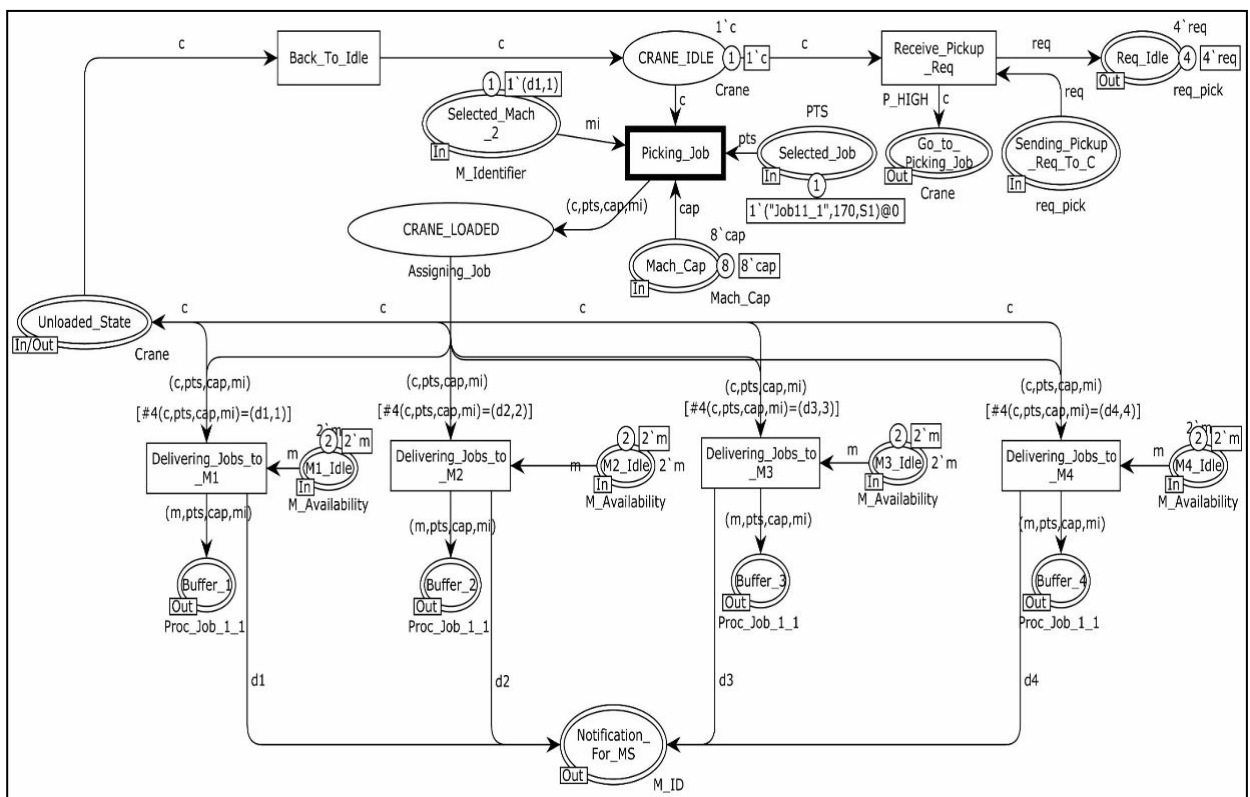 c
Back_To_Idle
c
1`c
CRANE_IDLE
1
1`c
Crane
c
Receive_Pickup
_Req
req
4`req
Req_Idle
4
4`req
Out
req_pick
req
1
1`(d1,1)
Selected_Mach
_2
In
M_Identifier
mi
c
Picking_Job
PTS
pts
Selected_Job
In
1
1`("Job11_1",170,S1)@0
P_HIGH
c
Go_to_
Picking_Job
Out
Crane
Sending_Pickup
_Req_To_C
In
req_pick
(c,pts,cap,mi)
cap
CRANE_LOADED
Assigning_Job
8`cap
Mach_Cap
8
8`cap
In
Mach_Cap
Unloaded_State
In/Out
Crane
c
c
c
c
(c,pts,cap,mi)
(c,pts,cap,mi)
(c,pts,cap,mi)
(c,pts,cap,mi)
[#4(c,pts,cap,mi)=(d1,1)]
[#4(c,pts,cap,mi)=(d2,2)]
[#4(c,pts,cap,mi)=(d3,3)]
[#4(c,pts,cap,mi)=(d4,4)]
Delivering_Jobs_to
_M1
m
2`m
2
2`m
M1_Idle
In
M_Availability
Delivering_Jobs_to
_M2
m
2
2`m
M2_Idle
2`m
In
M_Availability
Delivering_Jobs_to
_M3
m
2
2`m
M3_Idle
2`m
In
M_Availability
Delivering_Jobs_to
_M4
m
2`m
2
2`m
M4_Idle
In
M_Availability
(m,pts,cap,mi)
(m,pts,cap,mi)
(m,pts,cap,mi)
(m,pts,cap,mi)
Buffer_1
Out
Proc_Job_1_1
Buffer_2
Out
Proc_Job_1_1
Buffer_3
Out
Proc_Job_1_1
Buffer_4
Out
Proc_Job_1_1
d1
d2
d3
d4
Notification_
For_MS
Out
M_ID